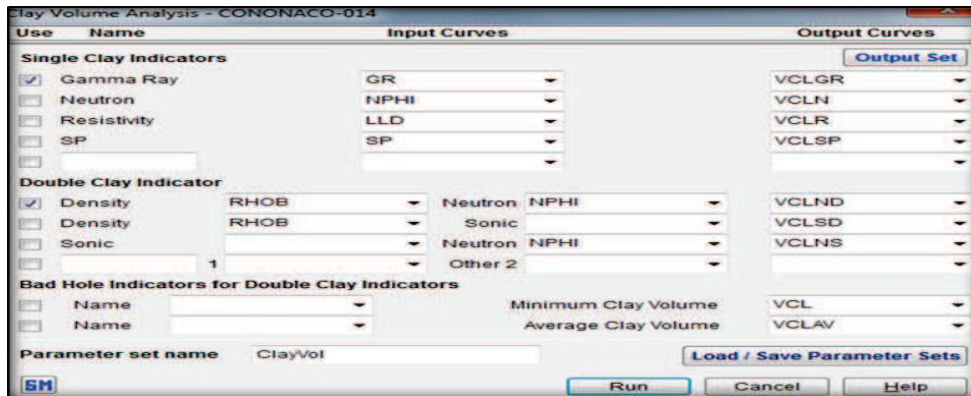 Clay Volume Analysis - CONONACO-014
Use Name Input Curves Output Curves
Single Clay Indicators Output Set
Gamma Ray GR VCLGR
Neutron NPHI VCLN
Resistivity LLD VCLR
SP SP VCLSP
Double Clay Indicator
Density RHOB Neutron NPHI VCLND
Density RHOB Sonic VCLSD
Sonic Neutron NPHI VCLNS
1 Other 2
Bad Hole Indicators for Double Clay Indicators
Name Minimum Clay Volume VCL
Name Average Clay Volume VCLAV
Parameter set name ClayVol Load / Save Parameter Sets
SM Run Cancel Help